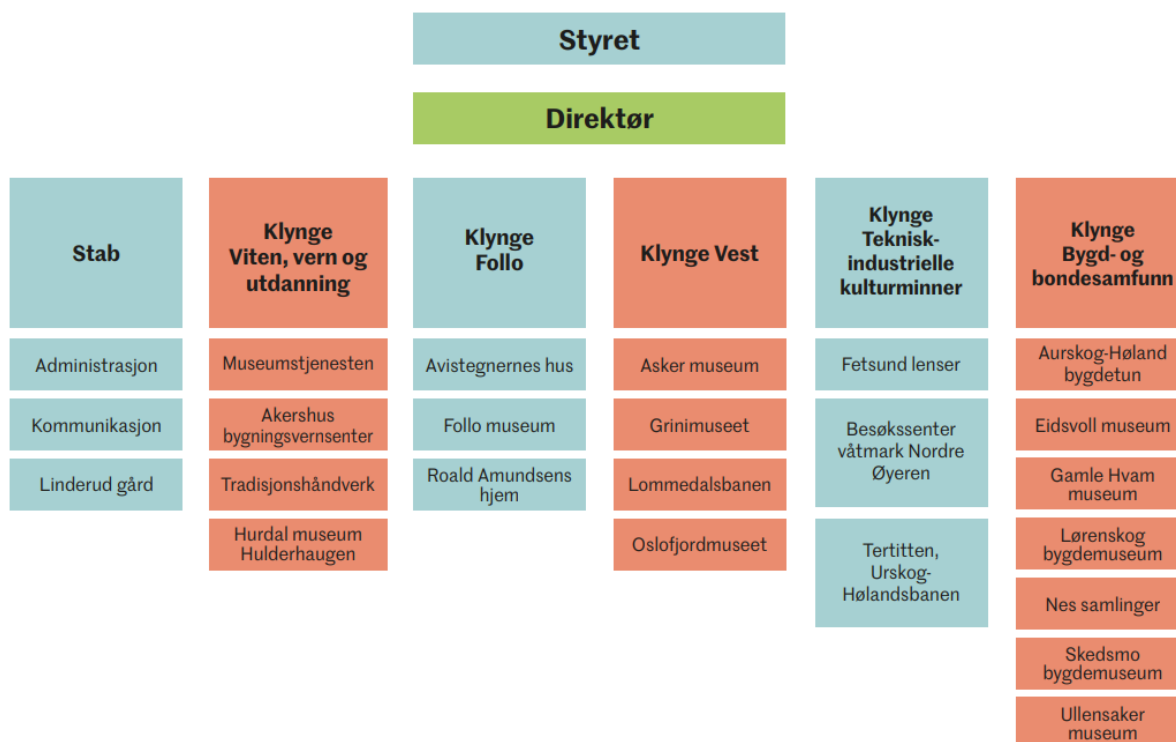 Styret
Direktør
Stab
Administrasjon
Kommunikasjon
Linderud gård
Klynge
Viten, vern og
utdanning
Museumstjenesten
Akershus
bygningsvernsenter
Tradisjonshåndverk
Hurdal museum
Hulderhaugen
Klynge
Follo
Avistegnernes hus
Follo museum
Roald Amundsens
hjem
Klynge Vest
Asker museum
Grinimuseet
Lommedalsbanen
Oslofjordmuseet
Klynge
Teknisk-
industrielle
kulturminner
Fetsund lenser
Besøkssenter
våtmark Nordre
Øyeren
Tertitten,
Urskog-
Hølandsbanen
Klynge
Bygd- og
bondesamfunn
Aurskog-Høland
bygdetun
Eidsvoll museum
Gamle Hvam
museum
Lørenskog
bygdemuseum
Nes samlinger
Skedsmo
bygdemuseum
Ullensaker
museum